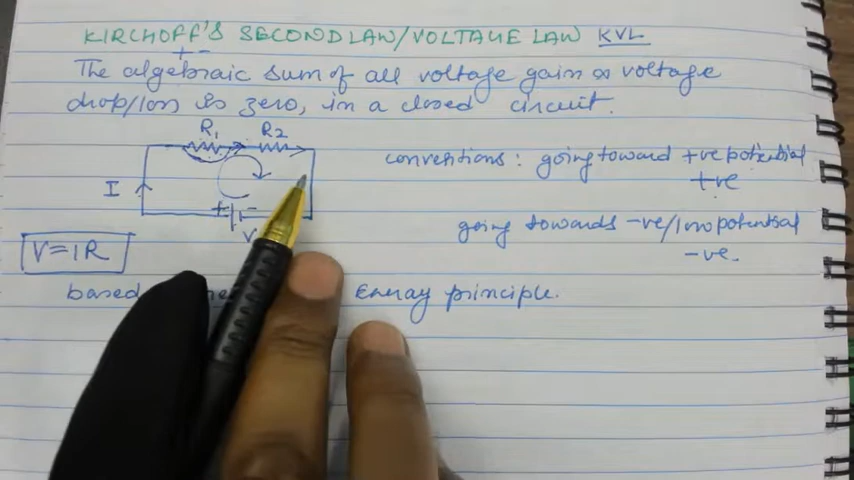 KIRCHOFF'S SECOND LAW/VOLTAGE LAW KVL
+ -
The algebraic sum of all voltage gain or voltage
drop/loss is zero, in a closed circuit.
R1 R2
conventions: going toward +ve potential
+ve
I
+ -
V
going towards -ve/low potential
-ve.
V=IR
based Energy principle.